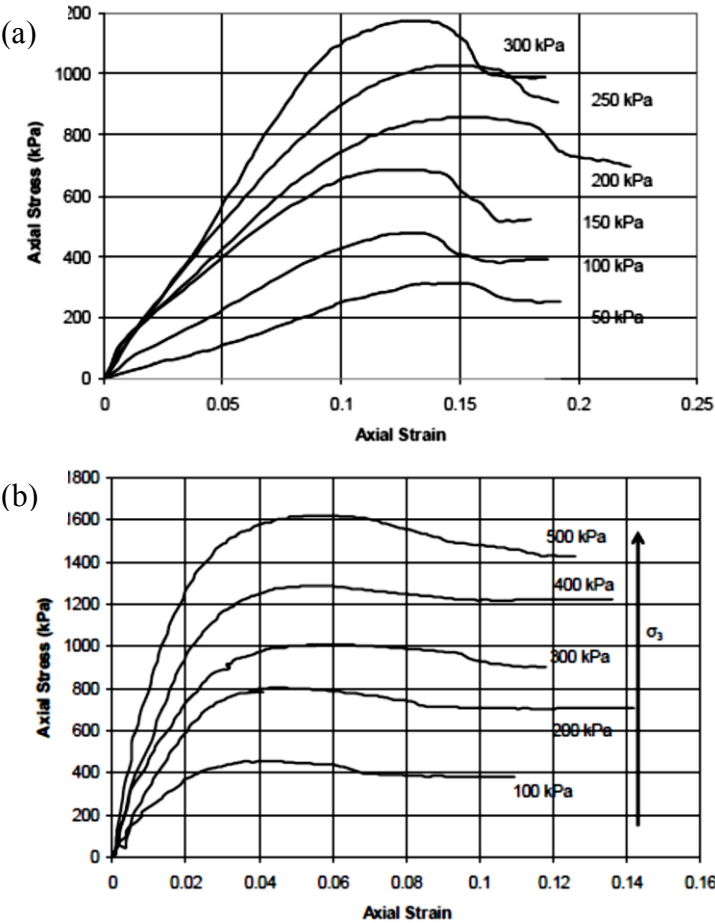 (a)
200
1000
800
600
400
200
0
300 kPa
250 kPa
200 kPa
150 kPa
100 kPa
50 kPa
0
0.05
0.1
0.15
0.2
0.25
Axial Stress (kPa)
Axial Strain
(b)
1800
1600
1400
1200
1000
800
600
400
200
0
500 kPa
400 kPa
σ3
300 kPa
200 kPa
100 kPa
0
0.02
0.04
0.06
0.08
0.1
0.12
0.14
0.16
Axial Stress (kPa)
Axial Strain